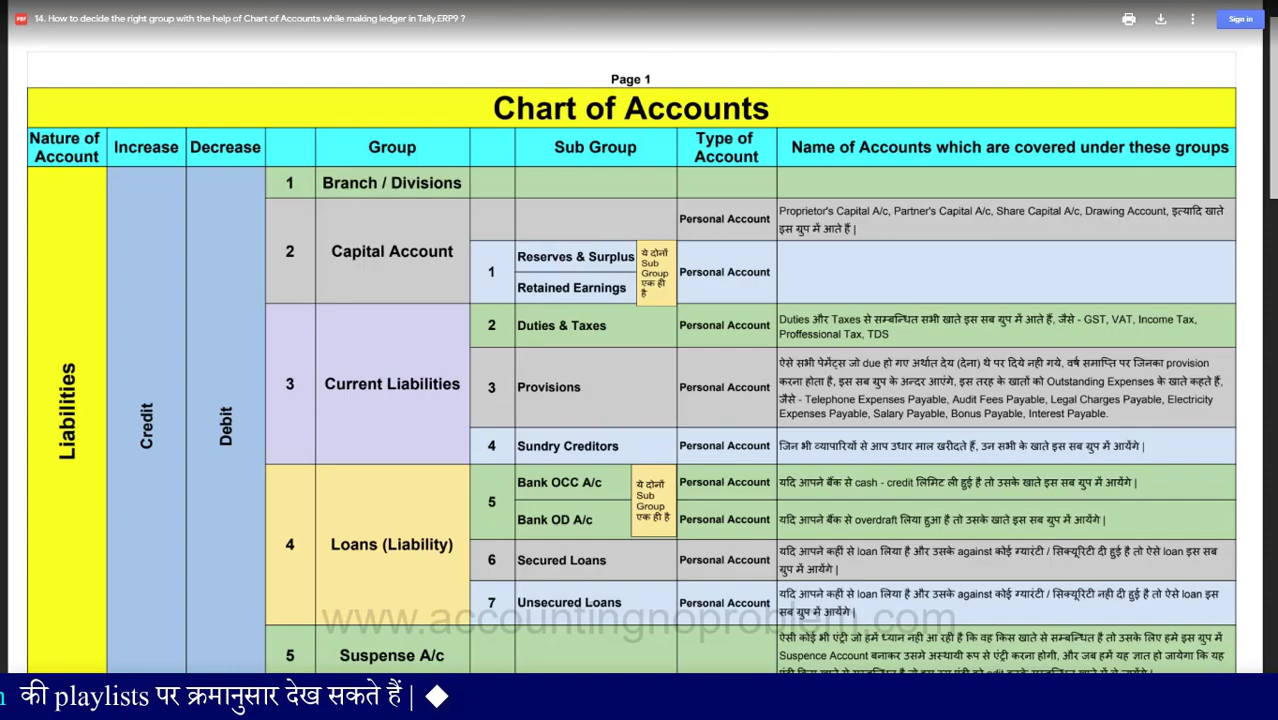 14. How to decide the right group with the help of Chart of Accounts while making ledger in Tally.ERP9 ?
Sign in
Page 1
Chart of Accounts
Nature of Account
Increase
Decrease
Group
Sub Group
Type of Account
Name of Accounts which are covered under these groups
Liabilities
Credit
Debit
1
Branch / Divisions
2
Capital Account
Personal Account
Proprietor's Capital A/c, Partner's Capital A/c, Share Capital A/c, Drawing Account, इत्यादि खाते
इस ग्रुप में आते हैं |
1
Reserves & Surplus
Retained Earnings
ये दोनों
Sub
Group
एक ही
है
Personal Account
3
Current Liabilities
2
Duties & Taxes
Personal Account
Duties और Taxes से सम्बन्धित सभी खाते इस सब ग्रुप में आते हैं, जैसे - GST, VAT, Income Tax,
Proffessional Tax, TDS
3
Provisions
Personal Account
ऐसे सभी पेमेंट्स जो due हो गए अर्थात देय (देना) थे पर दिये नही गये, वर्ष समाप्ति पर जिनका provision
करना होता है, इस सब ग्रुप के अन्दर आएंगे, इस तरह के खातों को Outstanding Expenses के खाते कहते हैं,
जैसे - Telephone Expenses Payable, Audit Fees Payable, Legal Charges Payable, Electricity
Expenses Payable, Salary Payable, Bonus Payable, Interest Payable.
4
Sundry Creditors
Personal Account
जिन भी व्यापारियों से आप उधार माल खरीदते हैं, उन सभी के खाते इस सब ग्रुप में आयेंगे |
4
Loans (Liability)
5
Bank OCC A/c
Bank OD A/c
ये दोनों
Sub
Group
एक ही है
Personal Account
यदि आपने बैंक से cash - credit लिमिट ली हुई है तो उसके खाते इस सब ग्रुप में आयेंगे |
Personal Account
यदि आपने बैंक से overdraft लिया हुआ है तो उसके खाते इस सब ग्रुप में आयेंगे |
6
Secured Loans
Personal Account
यदि आपने कहीं से loan लिया है और उसके against कोई ग्यारंटी / सिक्यूरिटी दी हुई है तो ऐसे loan इस सब
ग्रुप में आयेंगे |
7
Unsecured Loans
Personal Account
यदि आपने कहीं से loan लिया है और उसके against कोई ग्यारंटी / सिक्यूरिटी नही दी हुई है तो ऐसे loan इस
सब ग्रुप में आयेंगे |
www.accountingnoproblem.com
5
Suspense A/c
ऐसी कोई भी एंट्री जो हमें ध्यान नही आ रही है कि वह किस खाते से सम्बन्धित है तो उसके लिए हमे इस ग्रुप में
Suspence Account बनाकर उसमे अस्थायी रूप से एंट्री करना होगी, और जब हमें यह ज्ञात हो जायेगा कि यह
की playlists पर क्रमानुसार देख सकते हैं | ◆